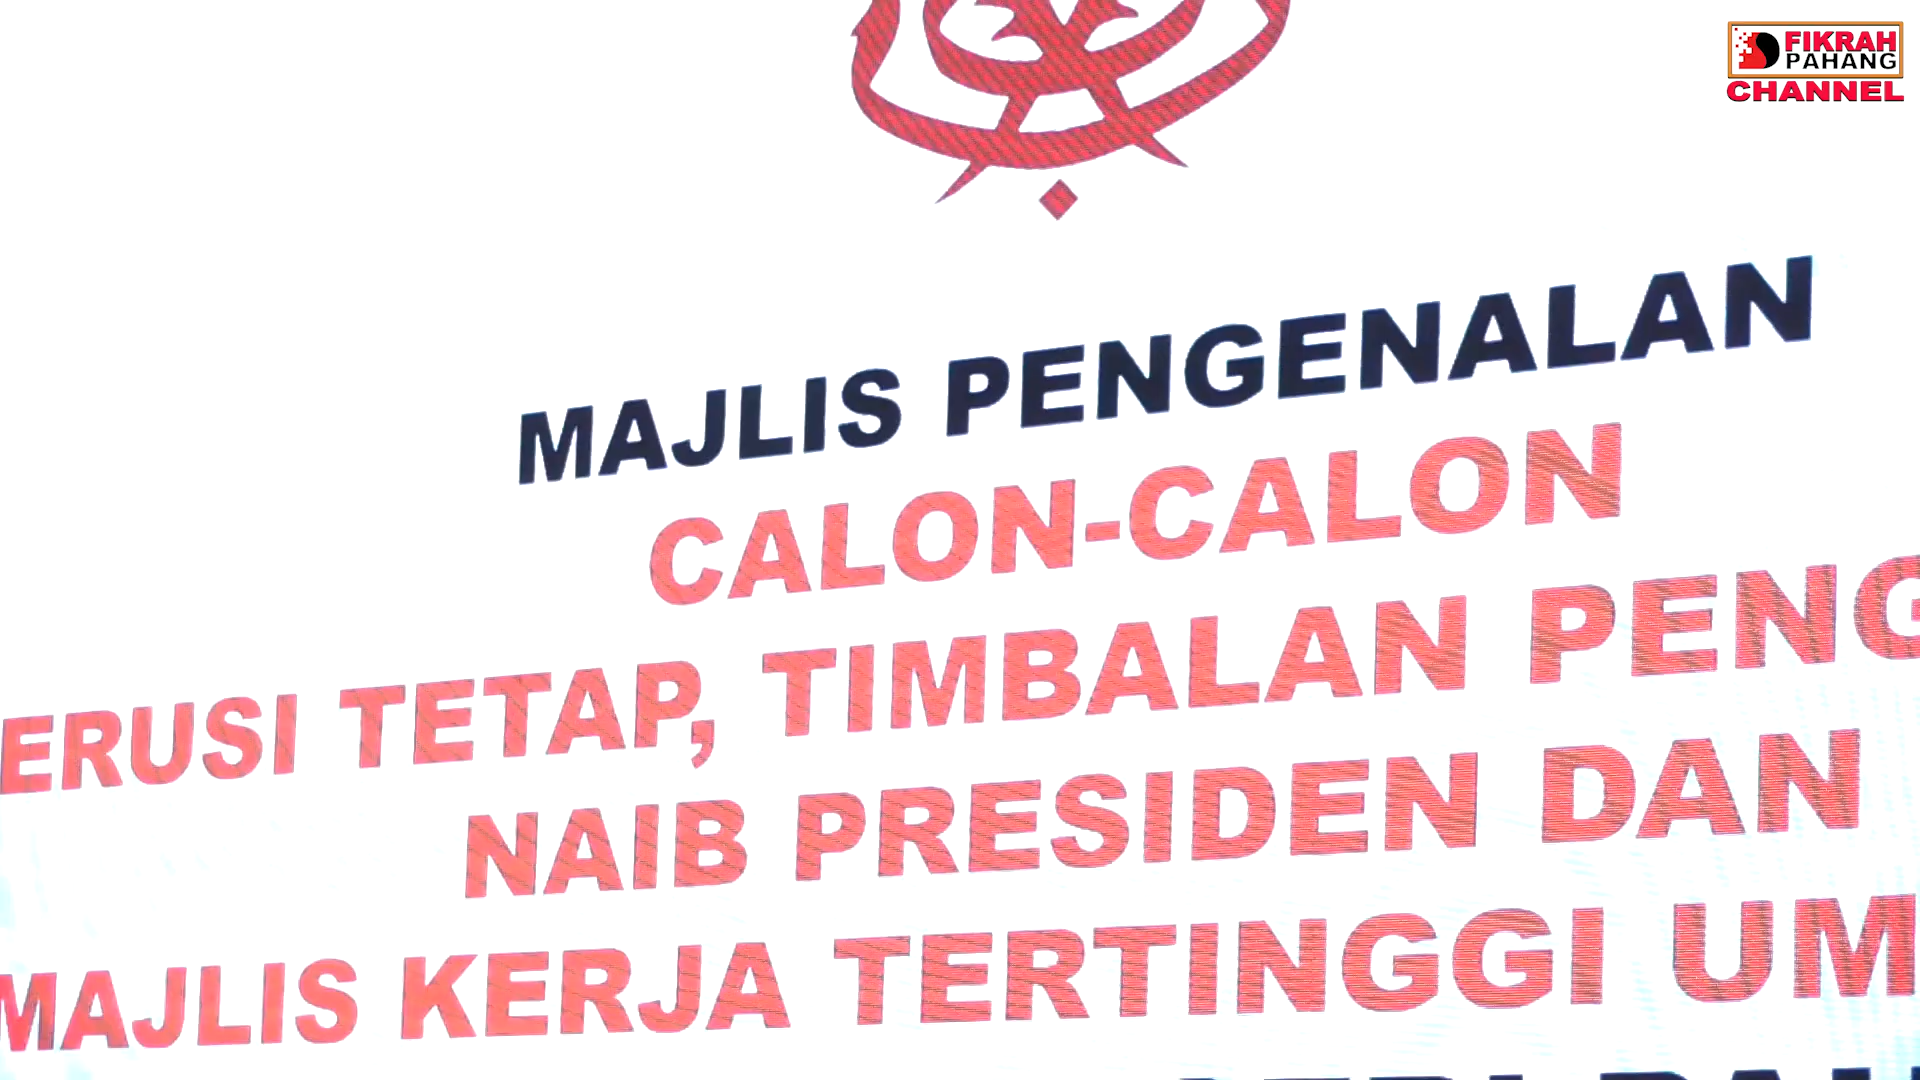 FIKRAH
PAHANG
CHANNEL
MAJLIS PENGENALAN
CALON-CALON
ERUSI TETAP, TIMBALAN PENG
NAIB PRESIDEN DAN
MAJLIS KERJA TERTINGGI UM